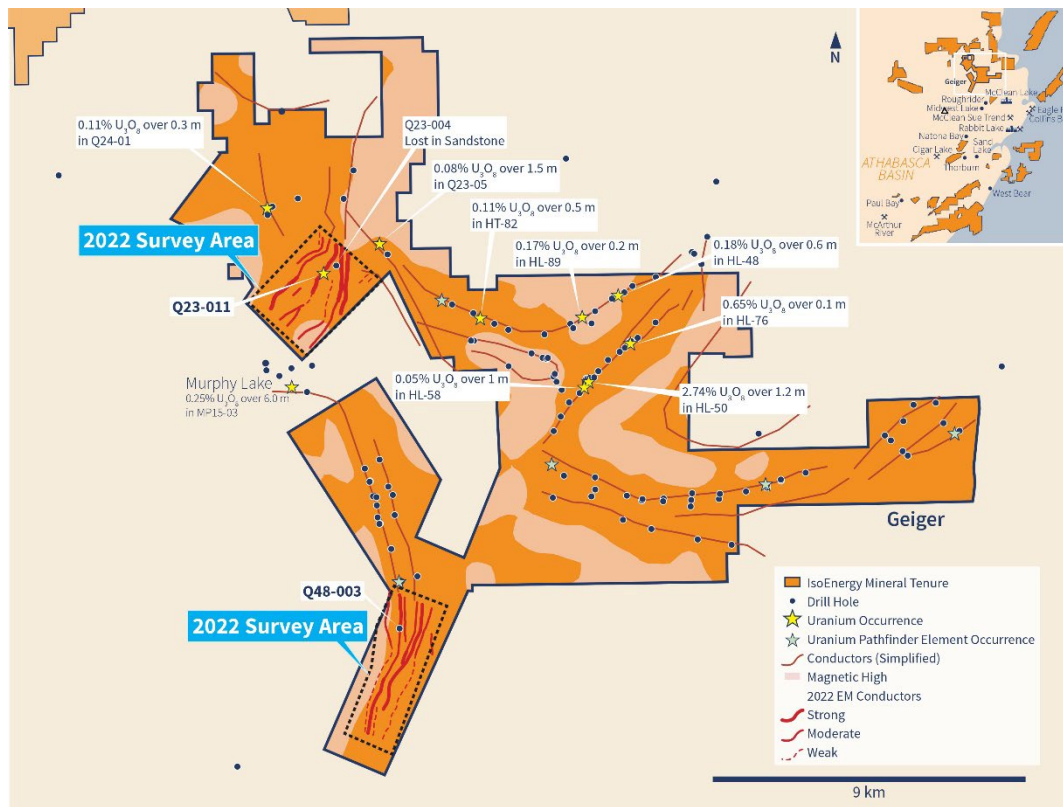 N
0.11% U₃O₈ over 0.3 m
in Q24-01
Q23-004
Lost in Sandstone
0.08% U₃O₈ over 1.5 m
in Q23-05
0.11% U₃O₈ over 0.5 m
in HT-82
0.17% U₃O₈ over 0.2 m
in HL-89
0.18% U₃O₈ over 0.6 m
in HL-48
0.65% U₃O₈ over 0.1 m
in HL-76
2022 Survey Area
Q23-011
Murphy Lake
0.25% U₃O₈ over 6.0 m
in MP15-03
0.05% U₃O₈ over 1 m
in HL-58
2.74% U₃O₈ over 1.2 m
in HL-50
Geiger
Q48-003
2022 Survey Area
IsoEnergy Mineral Tenure
Drill Hole
Uranium Occurrence
Uranium Pathfinder Element Occurrence
Conductors (Simplified)
Magnetic High
2022 EM Conductors
Strong
Moderate
Weak
9 km
Geiger
McClean Lake
Roughrider
Midwest Lake
McClean Sue Trend
Eagle
Collins B
Rabbit Lake
Natona Bay
Cigar Lake
Sand
Lake
Thorburn
ATHABASCA
BASIN
West Bear
Paul Bay
McArthur
River